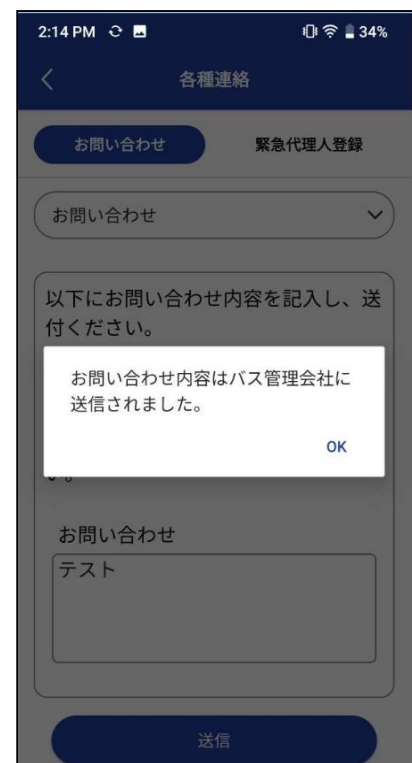 2:14 PM
34%
各種連絡
お問い合わせ
緊急代理人登録
お問い合わせ
以下にお問い合わせ内容を記入し、送
付ください。
お問い合わせ内容はバス管理会社に
送信されました。
OK
お問い合わせ
テスト
送信